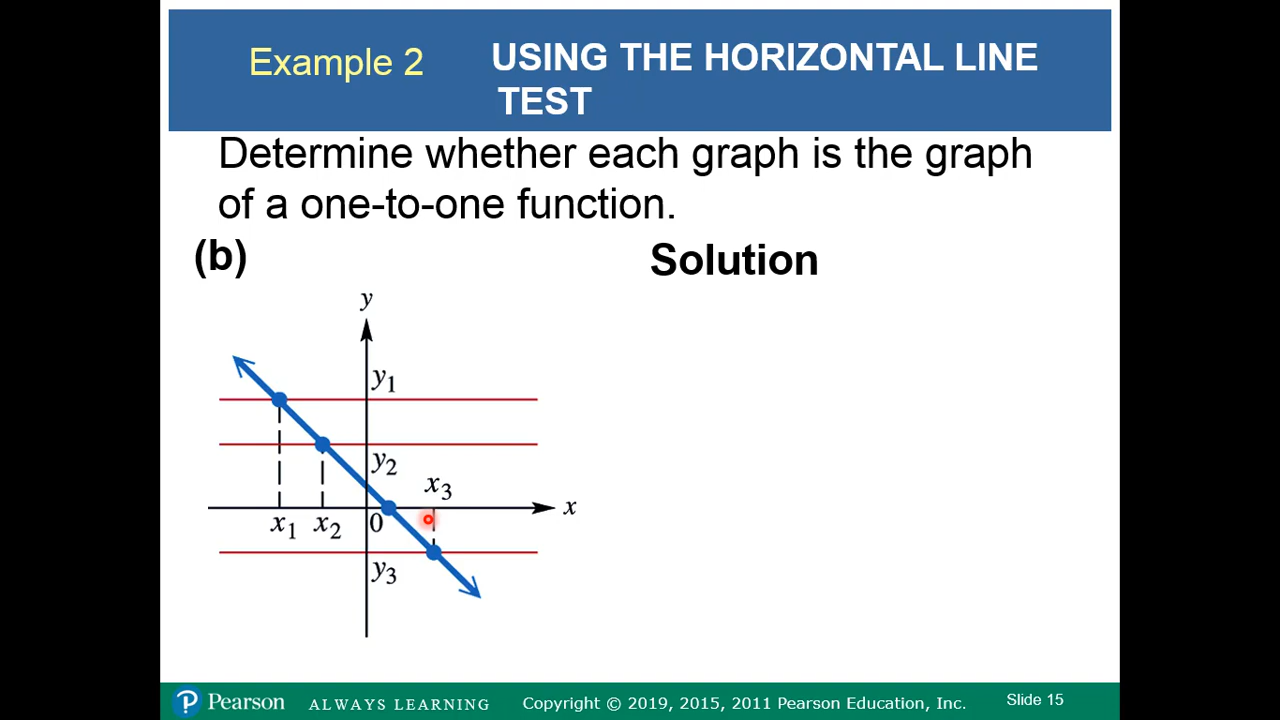 Example 2
USING THE HORIZONTAL LINE
TEST
Determine whether each graph is the graph
of a one-to-one function.
(b)
Solution
y
y₁
y₂
x₃
x
x₁
x₂
0
y₃
Pearson
ALWAYS LEARNING
Copyright © 2019, 2015, 2011 Pearson Education, Inc.
Slide 15